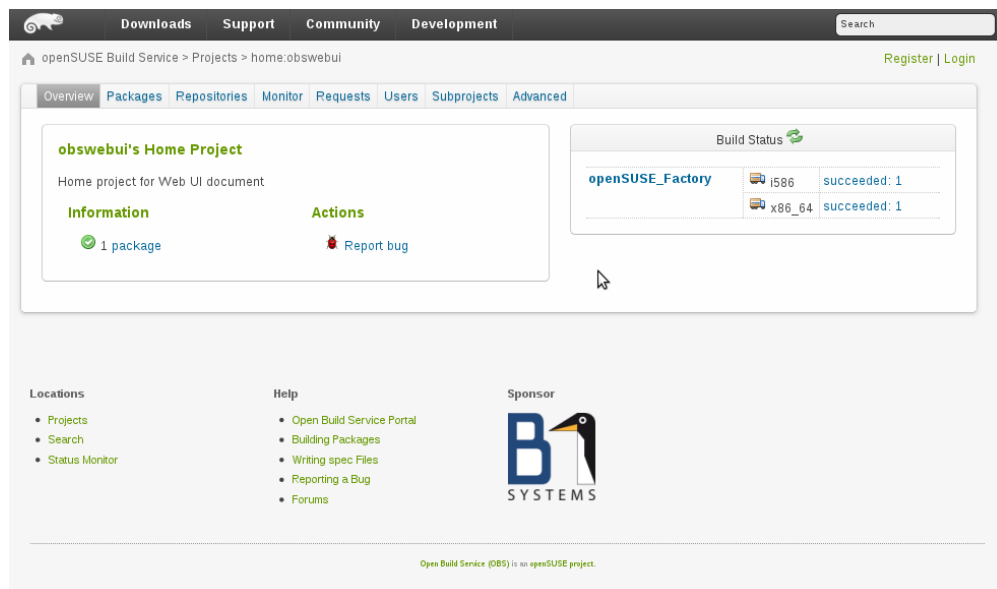 Downloads Support Community Development Search
openSUSE Build Service > Projects > home:obswebui Register | Login
Overview Packages Repositories Monitor Requests Users Subprojects Advanced
obswebui's Home Project
Home project for Web UI document
Information Actions
1 package Report bug
Build Status
openSUSE_Factory i586 succeeded: 1
x86_64 succeeded: 1
Locations
Projects
Search
Status Monitor
Help
Open Build Service Portal
Building Packages
Writing spec Files
Reporting a Bug
Forums
Sponsor
B1
SYSTEMS
Open Build Service (OBS) is an openSUSE project.